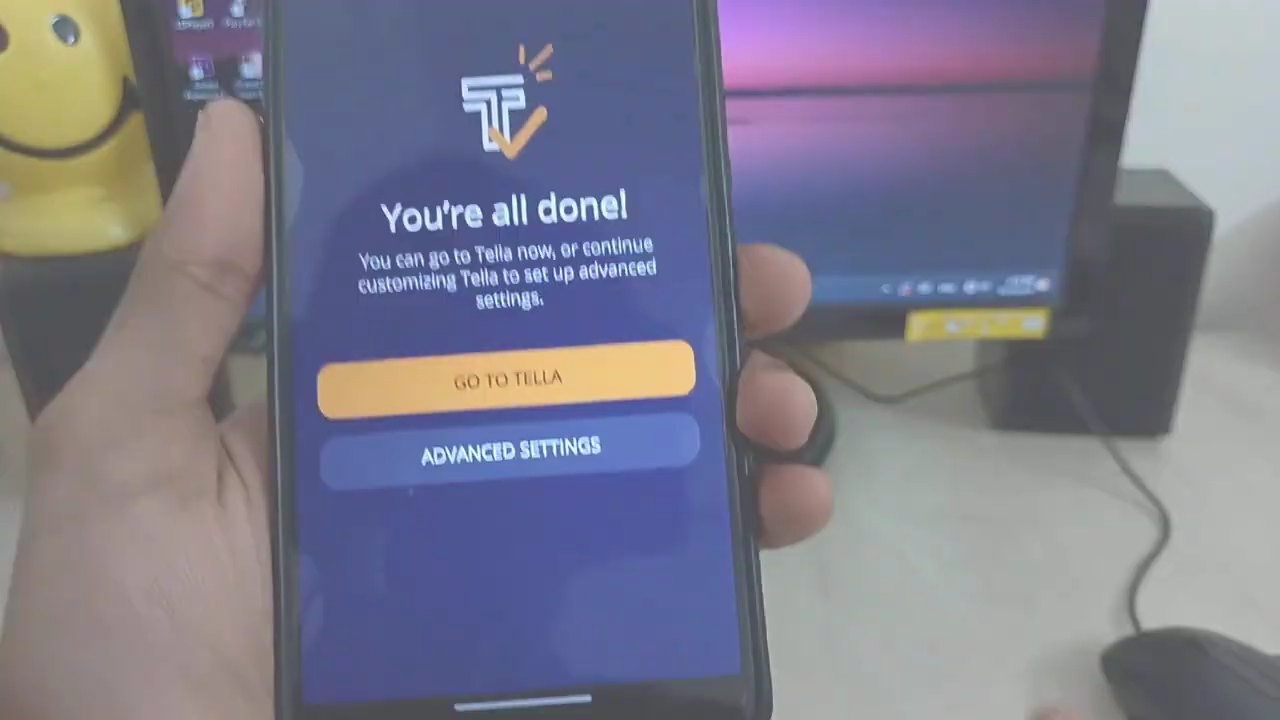 You're all done!
You can go to Tella now, or continue
customizing Tella to set up advanced
settings.
GO TO TELLA
ADVANCED SETTINGS